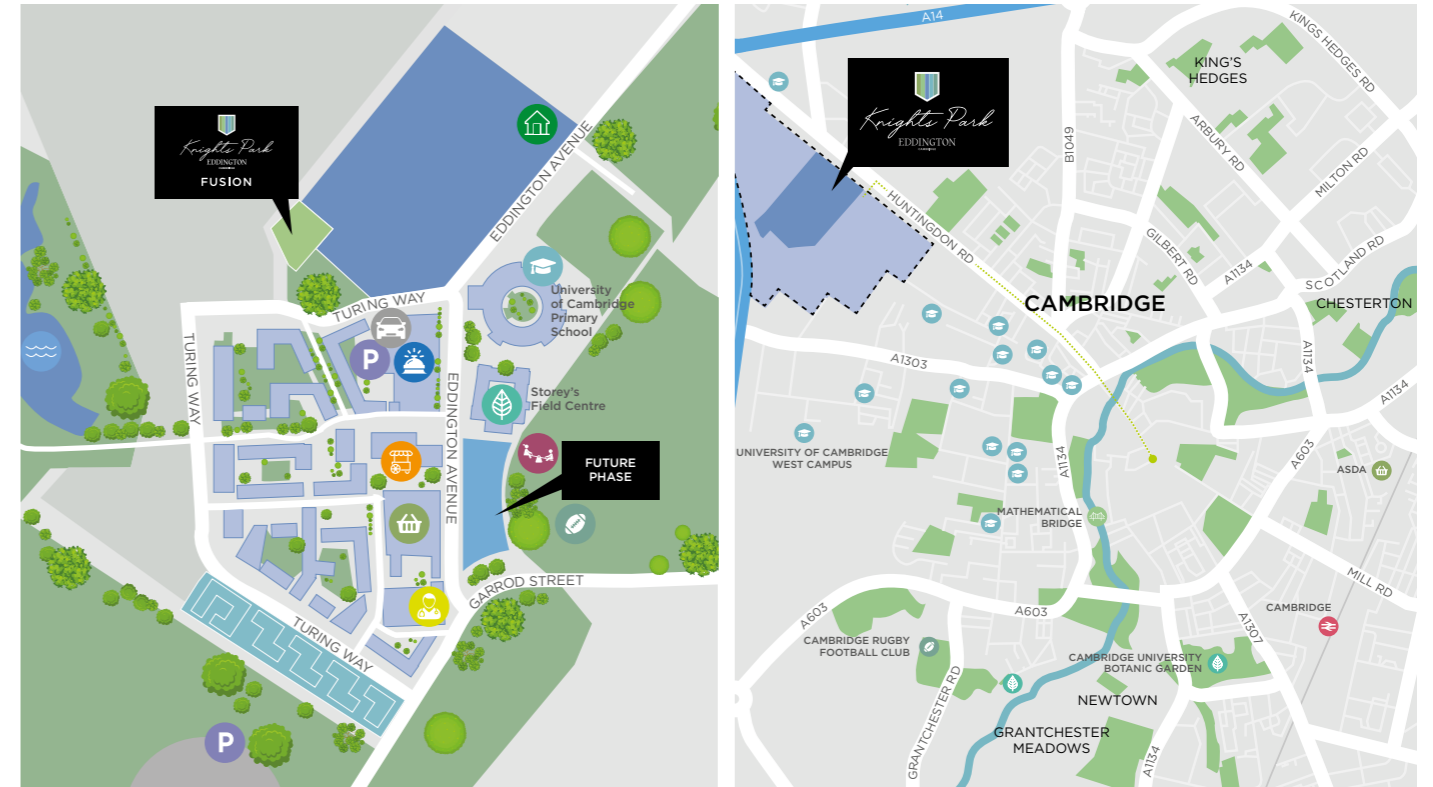 Knights Park
EDDINGTON
FUSION
EDDINGTON AVENUE
University
of Cambridge
Primary
School
TURING WAY
P
TURING WAY
EDDINGTON AVENUE
Storey's
Field Centre
FUTURE
PHASE
GARROD STREET
TURING WAY
P
A14
KINGS HEDGES RD
KING'S
HEDGES
Knights Park
EDDINGTON
B1049
ARBURY RD
MILTON RD
HUNTINGDON RD
GILBERT RD
A1134
SCOTLAND RD
CAMBRIDGE
CHESTERTON
A1303
A1134
A1134
UNIVERSITY OF CAMBRIDGE
WEST CAMPUS
A1134
A603
ASDA
MATHEMATICAL
BRIDGE
MILL RD
A603
A603
CAMBRIDGE
A1307
CAMBRIDGE RUGBY
FOOTBALL CLUB
CAMBRIDGE UNIVERSITY
BOTANIC GARDEN
GRANTCHESTER RD
NEWTOWN
GRANTCHESTER
MEADOWS
A1134